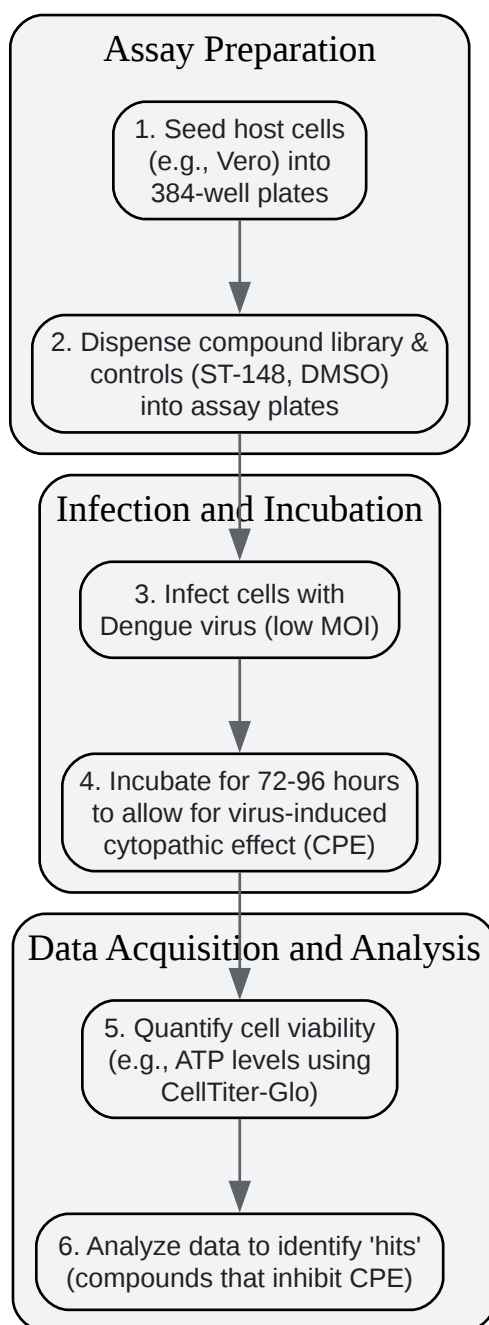 Assay Preparation
1. Seed host cells
(e.g., Vero) into
384-well plates
2. Dispense compound library &
controls (ST-148, DMSO)
into assay plates
Infection and Incubation
3. Infect cells with
Dengue virus (low MOI)
4. Incubate for 72-96 hours
to allow for virus-induced
cytopathic effect (CPE)
Data Acquisition and Analysis
5. Quantify cell viability
(e.g., ATP levels using
CellTiter-Glo)
6. Analyze data to identify 'hits'
(compounds that inhibit CPE)